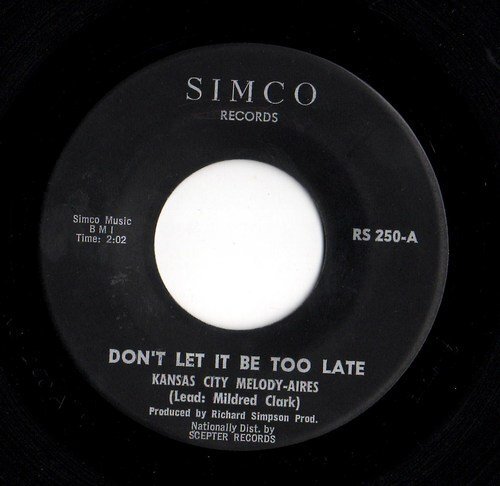 SIMCO
RECORDS
Simco Music
B M I
Time: 2:02
RS 250-A
DON'T LET IT BE TOO LATE
KANSAS CITY MELODY-AIRES
(Lead: Mildred Clark)
Produced by Richard Simpson Prod.
Nationally Dist. by
SCEPTER RECORDS